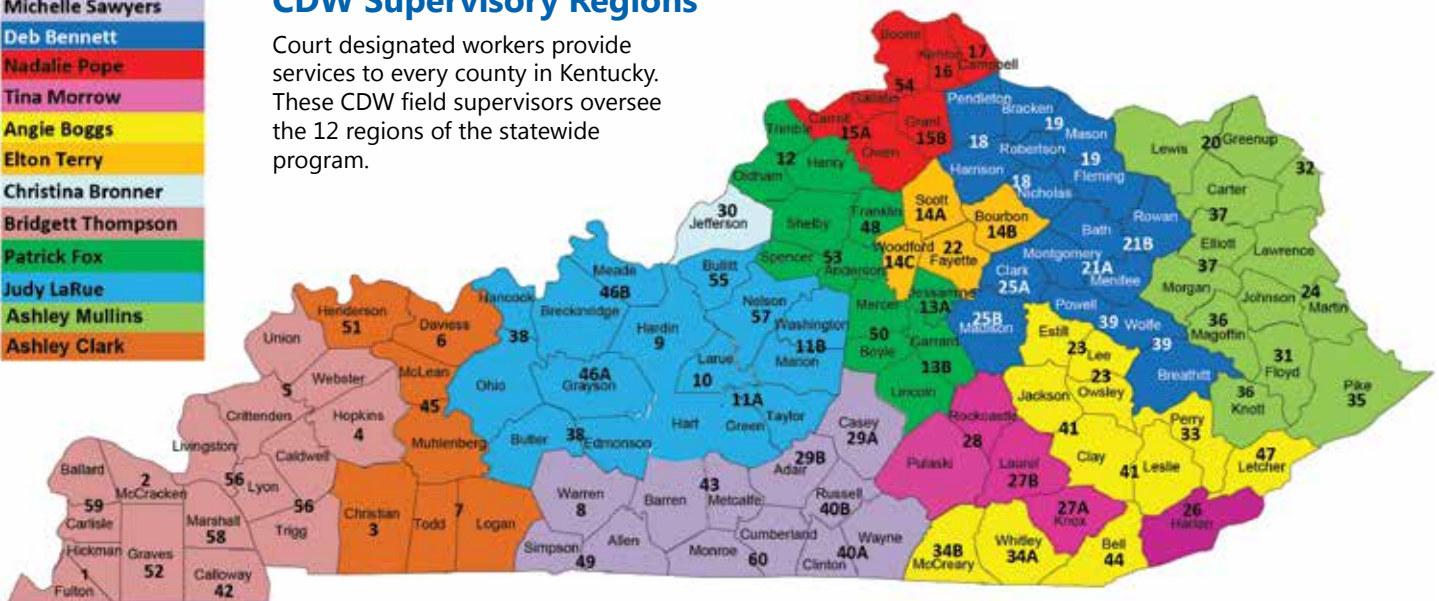 Michelle Sawyers
Deb Bennett
Nadalie Pope
Tina Morrow
Angie Boggs
Elton Terry
Christina Bronner
Bridgett Thompson
Patrick Fox
Judy LaRue
Ashley Mullins
Ashley Clark
CDW Supervisory Regions
Court designated workers provide
services to every county in Kentucky.
These CDW field supervisors oversee
the 12 regions of the statewide
program.
Boone
Kenton
16
17
Campbell
54
Gallatin
Carroll
15A
Grant
15B
Owen
Pendleton
Bracken
19
Mason
18
Robertson
19
Fleming
Harrison
18
Nicholas
Lewis
20
Greenup
32
Carter
37
Elliott
37
Lawrence
Morgan
Johnson
24
Martin
36
Magoffin
31
Floyd
36
Knott
Pike
35
Trimble
12
Henry
Oldham
Shelby
Franklin
48
Spencer
53
Anderson
30
Jefferson
Scott
14A
Bourbon
14B
Woodford
14C
22
Fayette
Rowan
Bath
21B
Montgomery
21A
Menifee
Clark
25A
Powell
39
Wolfe
39
25B
Madison
Breathitt
Mercer
Jessamine
13A
50
Boyle
Garrard
13B
Lincoln
Estill
23
Lee
23
Owsley
Jackson
41
Clay
41
Leslie
Perry
33
47
Letcher
Meade
46B
Breckinridge
Hancock
38
Bullitt
55
Nelson
57
Washington
11B
Marion
Hardin
9
Larue
10
11A
Green
Taylor
Hart
Ohio
46A
Grayson
Butler
38
Edmonson
Henderson
51
Daviess
6
McLean
45
Muhlenberg
Union
5
Webster
Hopkins
4
Crittenden
Livingston
Caldwell
56
Lyon
56
Trigg
Christian
3
Todd
7
Logan
Ballard
2
McCracken
59
Carlisle
Marshall
58
Hickman
1
Fulton
Graves
52
Calloway
42
Casey
29A
29B
Adair
Warren
8
Barren
43
Metcalfe
Russell
40B
Simpson
49
Allen
Monroe
Cumberland
60
Clinton
40A
Wayne
Rockcastle
28
Pulaski
Laurel
27B
27A
Knox
26
Harlan
34B
McCreary
Whitley
34A
Bell
44